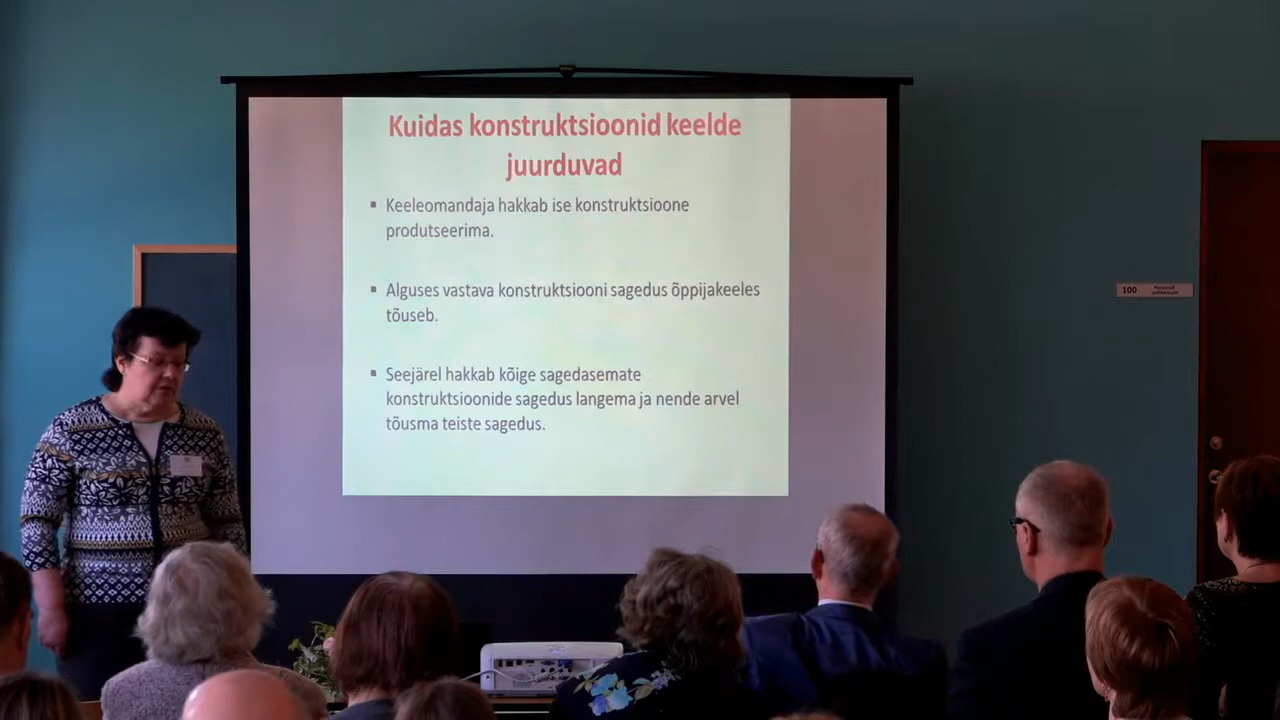 Kuidas konstruktsioonid keelde
juurduvad
▪ Keeleomandaja hakkab ise konstruktsioone
produtseerima.
▪ Alguses vastava konstruktsiooni sagedus õppijakeeles
tõuseb.
▪ Seejärel hakkab kõige sagedasemate
konstruktsioonide sagedus langema ja nende arvel
tõusma teiste sagedus.
100